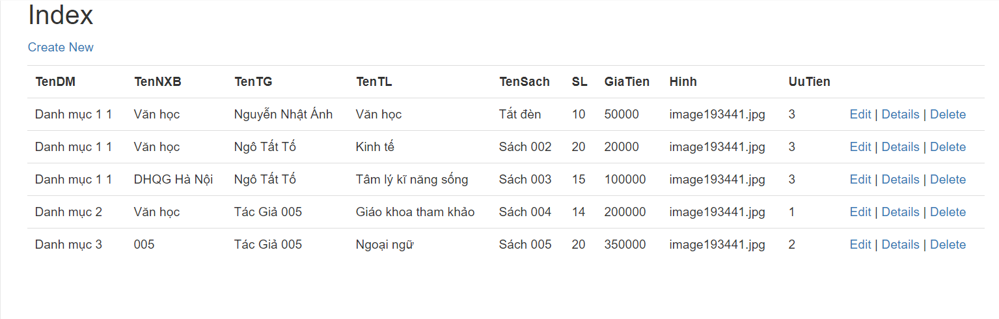 Index
Create New
TenDM TenNXB TenTG TenTL TenSach SL GiaTien Hinh UuTien
Danh mục 1 1 Văn học Nguyễn Nhật Ánh Văn học Tắt đèn 10 50000 image193441.jpg 3 Edit | Details | Delete
Danh mục 1 1 Văn học Ngô Tất Tố Kinh tế Sách 002 20 20000 image193441.jpg 3 Edit | Details | Delete
Danh mục 1 1 DHQG Hà Nội Ngô Tất Tố Tâm lý kĩ năng sống Sách 003 15 100000 image193441.jpg 3 Edit | Details | Delete
Danh mục 2 Văn học Tác Giả 005 Giáo khoa tham khảo Sách 004 14 200000 image193441.jpg 1 Edit | Details | Delete
Danh mục 3 005 Tác Giả 005 Ngoại ngữ Sách 005 20 350000 image193441.jpg 2 Edit | Details | Delete